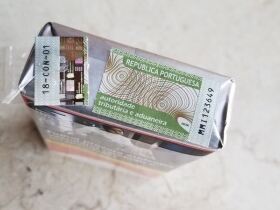 18-CON-01
REPÚBLICA PORTUGUESA
autoridade
tributária e aduaneira
MMI123649